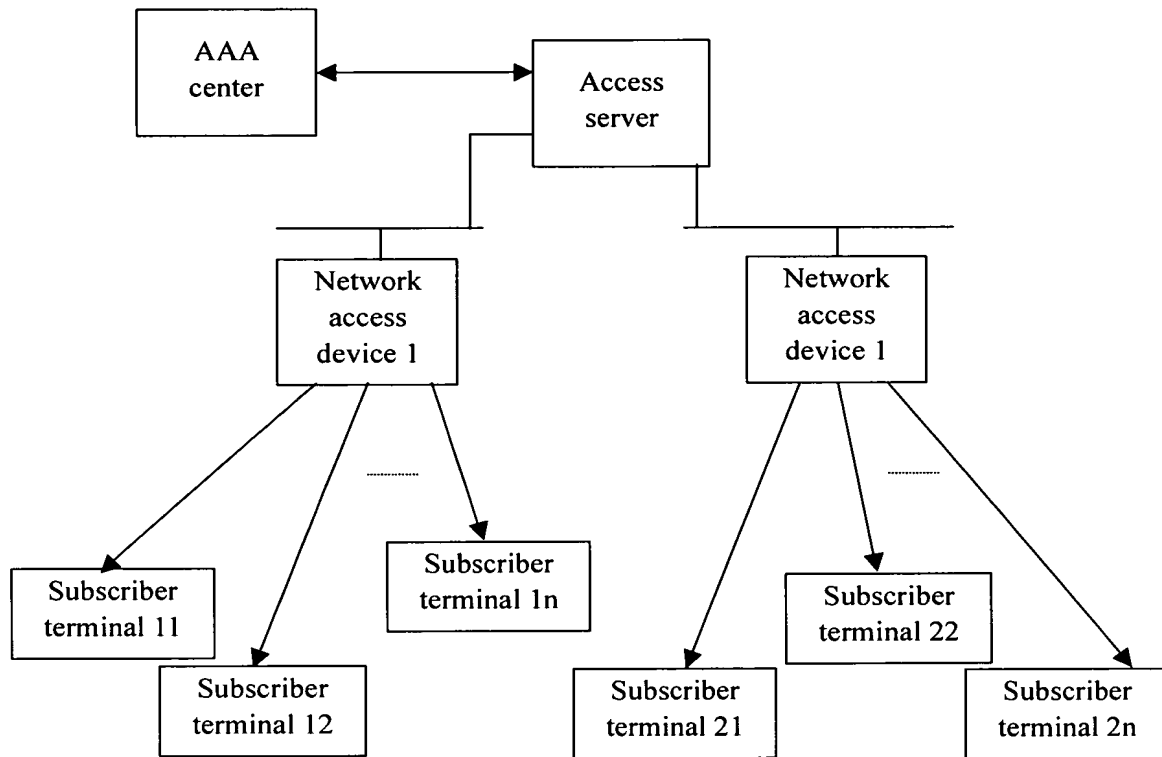 AAA
center
Access
server
Network
access
device 1
Network
access
device 1
Subscriber
terminal 11
Subscriber
terminal 12
Subscriber
terminal 1n
Subscriber
terminal 21
Subscriber
terminal 22
Subscriber
terminal 2n